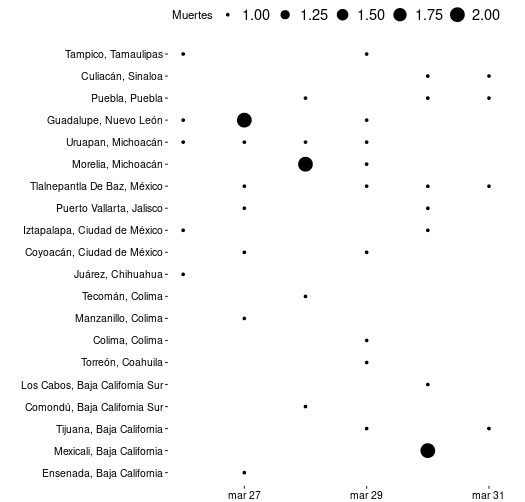 Muertes 1.00 1.25 1.50 1.75 2.00
Tampico, Tamaulipas
Culiacán, Sinaloa
Puebla, Puebla
Guadalupe, Nuevo León
Uruapan, Michoacán
Morelia, Michoacán
Tlalnepantla De Baz, México
Puerto Vallarta, Jalisco
Iztapalapa, Ciudad de México
Coyoacán, Ciudad de México
Juárez, Chihuahua
Tecomán, Colima
Manzanillo, Colima
Colima, Colima
Torreón, Coahuila
Los Cabos, Baja California Sur
Comondú, Baja California Sur
Tijuana, Baja California
Mexicali, Baja California
Ensenada, Baja California
mar 27 mar 29 mar 31